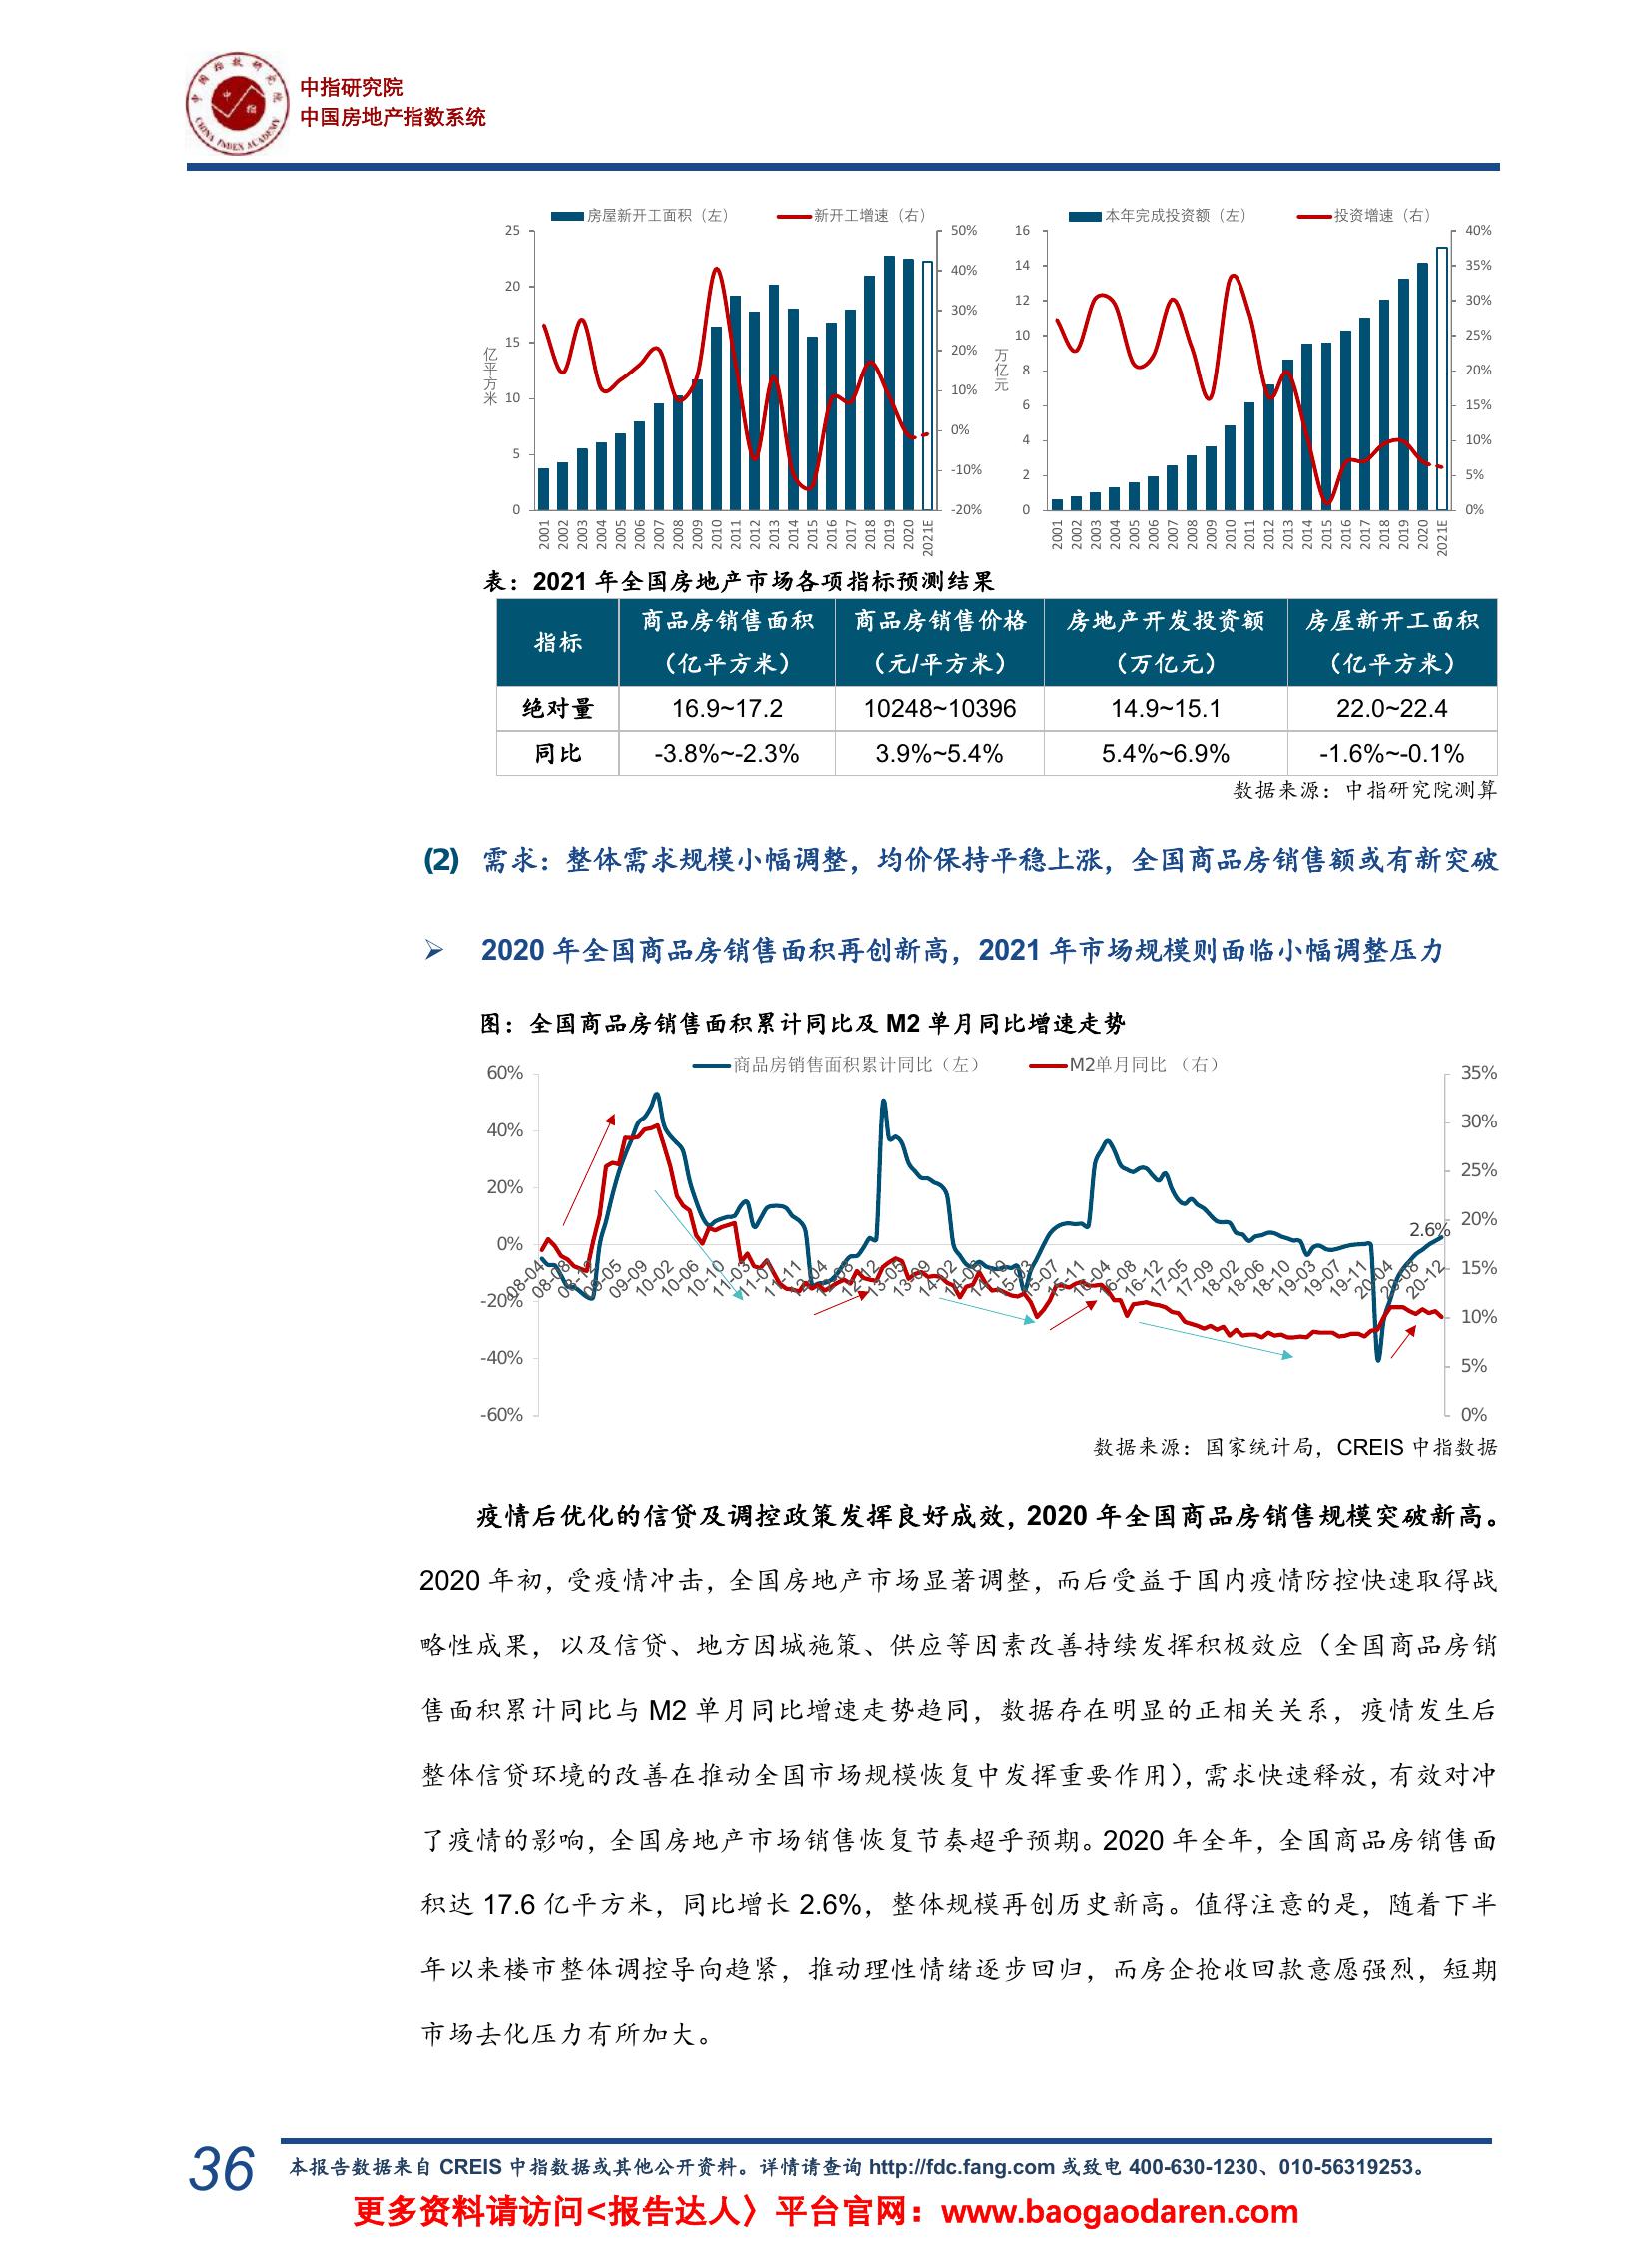 中国指数研究院
中指
CHINA INDEX ACADEMY
中指研究院
中国房地产指数系统
房屋新开工面积（左） 新开工增速（右）
25
20
15
10
5
0
亿平方米
50%
40%
30%
20%
10%
0%
-10%
-20%
2001 2002 2003 2004 2005 2006 2007 2008 2009 2010 2011 2012 2013 2014 2015 2016 2017 2018 2019 2020 2021E
本年完成投资额（左） 投资增速（右）
16
14
12
10
8
6
4
2
0
万亿元
40%
35%
30%
25%
20%
15%
10%
5%
0%
2001 2002 2003 2004 2005 2006 2007 2008 2009 2010 2011 2012 2013 2014 2015 2016 2017 2018 2019 2020 2021E
表：2021 年全国房地产市场各项指标预测结果
指标 商品房销售面积（亿平方米） 商品房销售价格（元/平方米） 房地产开发投资额（万亿元） 房屋新开工面积（亿平方米）
绝对量 16.9~17.2 10248~10396 14.9~15.1 22.0~22.4
同比 -3.8%~-2.3% 3.9%~5.4% 5.4%~6.9% -1.6%~-0.1%
数据来源：中指研究院测算
(2) 需求：整体需求规模小幅调整，均价保持平稳上涨，全国商品房销售额或有新突破
➢ 2020 年全国商品房销售面积再创新高，2021 年市场规模则面临小幅调整压力
图：全国商品房销售面积累计同比及 M2 单月同比增速走势
商品房销售面积累计同比（左） M2单月同比 （右）
60%
40%
20%
0%
-20%
-40%
-60%
35%
30%
25%
20%
15%
10%
5%
0%
2.6%
08-04 08-08 08-12 09-05 09-09 10-02 10-06 10-10 11-03 11-07 11-11 12-04 12-08 12-12 13-05 13-09 14-02 14-06 14-10 15-03 15-07 15-11 16-04 16-08 16-12 17-05 17-09 18-02 18-06 18-10 19-03 19-07 19-11 20-04 20-08 20-12
数据来源：国家统计局，CREIS 中指数据
疫情后优化的信贷及调控政策发挥良好成效，2020 年全国商品房销售规模突破新高。
2020 年初，受疫情冲击，全国房地产市场显著调整，而后受益于国内疫情防控快速取得战
略性成果，以及信贷、地方因城施策、供应等因素改善持续发挥积极效应（全国商品房销
售面积累计同比与 M2 单月同比增速走势趋同，数据存在明显的正相关关系，疫情发生后
整体信贷环境的改善在推动全国市场规模恢复中发挥重要作用），需求快速释放，有效对冲
了疫情的影响，全国房地产市场销售恢复节奏超乎预期。2020 年全年，全国商品房销售面
积达 17.6 亿平方米，同比增长 2.6%，整体规模再创历史新高。值得注意的是，随着下半
年以来楼市整体调控导向趋紧，推动理性情绪逐步回归，而房企抢收回款意愿强烈，短期
市场去化压力有所加大。
36 本报告数据来自 CREIS 中指数据或其他公开资料。详情请查询 http://fdc.fang.com 或致电 400-630-1230、010-56319253。
更多资料请访问<报告达人〉平台官网：www.baogaodaren.com